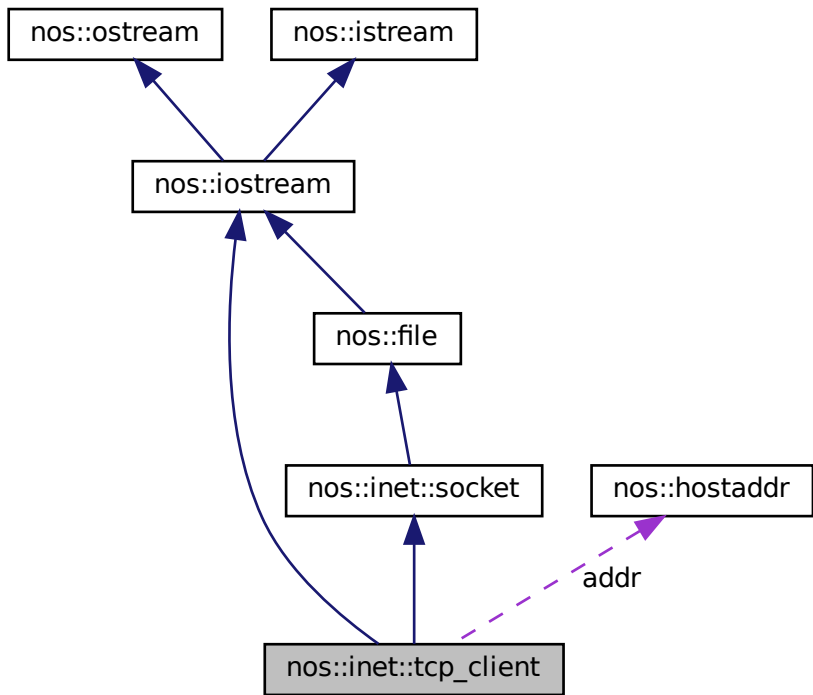 nos::ostream
nos::istream
nos::iostream
nos::file
nos::inet::socket
nos::hostaddr
addr
nos::inet::tcp_client